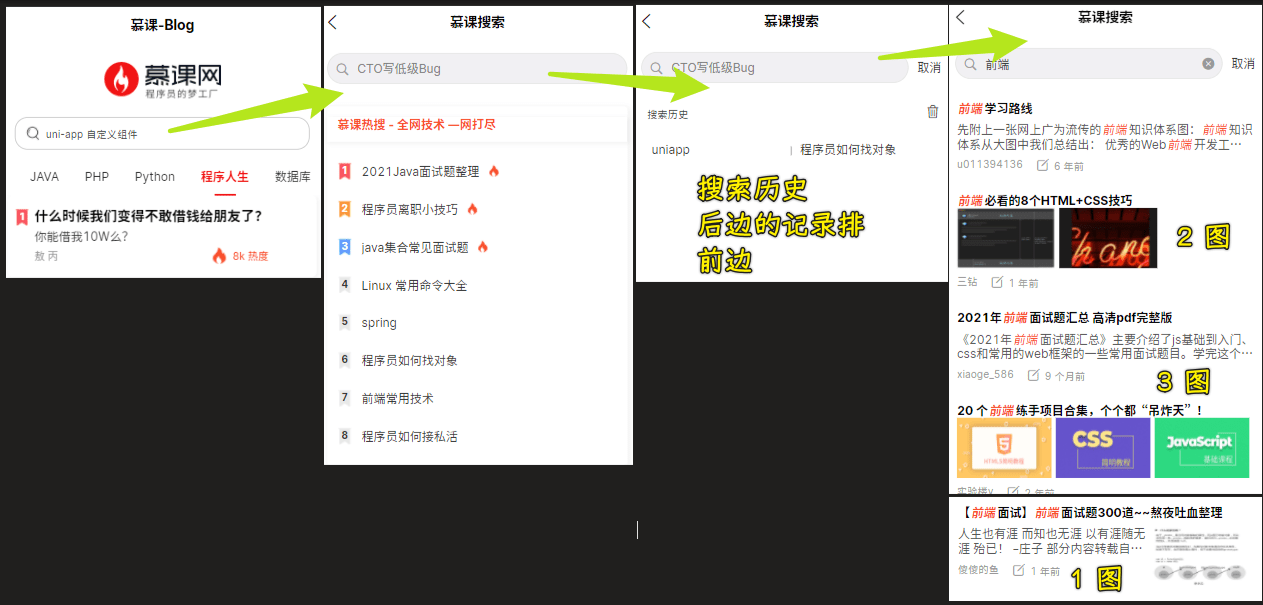 慕课-Blog
慕课网
程序员的梦工厂
uni-app 自定义组件
JAVA PHP Python 程序人生 数据库
1 什么时候我们变得不敢借钱给朋友了?
你能借我10W么?
敖丙 8k 热度
慕课搜索
CTO写低级Bug
慕课热搜 - 全网技术 一网打尽
1 2021Java面试题整理
2 程序员离职小技巧
3 java集合常见面试题
4 Linux 常用命令大全
5 spring
6 程序员如何找对象
7 前端常用技术
8 程序员如何接私活
慕课搜索
CTO写低级Bug 取消
搜索历史
uniapp | 程序员如何找对象
搜索历史
后边的记录排
前边
慕课搜索
前端 取消
前端 学习路线
先附上一张网上广为流传的 前端 知识体系图： 前端 知识
体系从大图中我们总结出： 优秀的Web 前端 开发工…
u011394136 6 年前
前端 必看的8个HTML+CSS技巧
2 图
三钻 1 年前
2021年 前端 面试题汇总 高清pdf完整版
《2021年 前端 面试题汇总》主要介绍了js基础到入门、
css和常用的web框架的一些常用面试题目。学完这个…
xiaoge_586 9 个月前
3 图
20 个 前端 练手项目合集，个个都“吊炸天”！
CSS
简明教程
JavaScript
基础课程
实验楼v 2 年前
【 前端 面试】 前端 面试题300道~~熬夜吐血整理
人生也有涯 而知也无涯 以有涯随无
涯 殆已! –庄子 部分内容转载自…
傻傻的鱼 1 年前
1 图